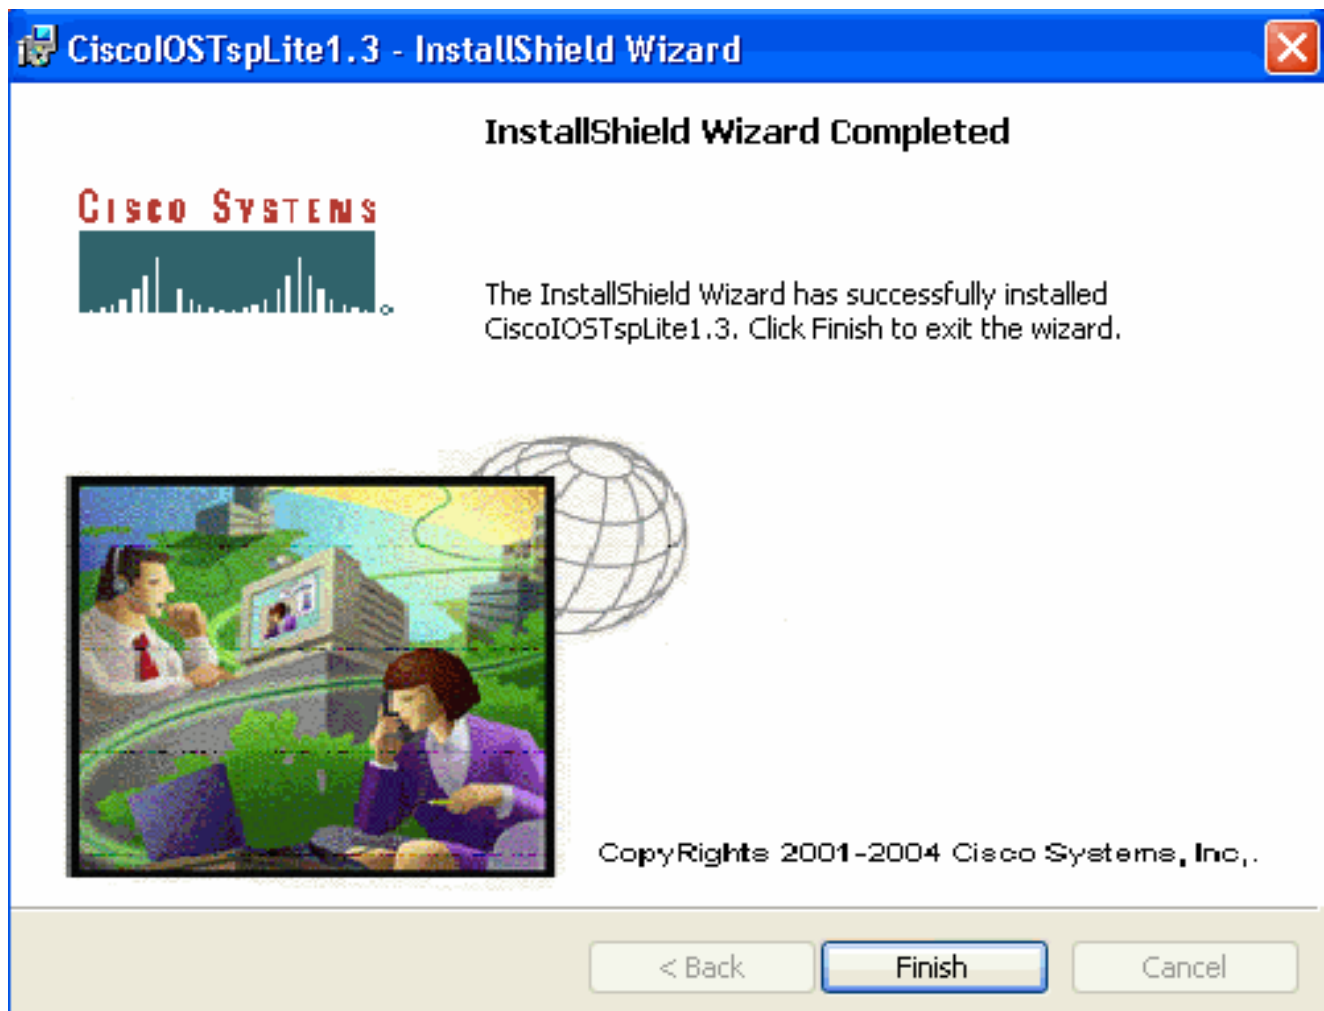 CiscoIOSTspLite1.3 - InstallShield Wizard
InstallShield Wizard Completed
CISCO SYSTEMS
The InstallShield Wizard has successfully installed
CiscoIOSTspLite1.3. Click Finish to exit the wizard.
CopyRights 2001-2004 Cisco Systems, Inc,.
< Back
Finish
Cancel